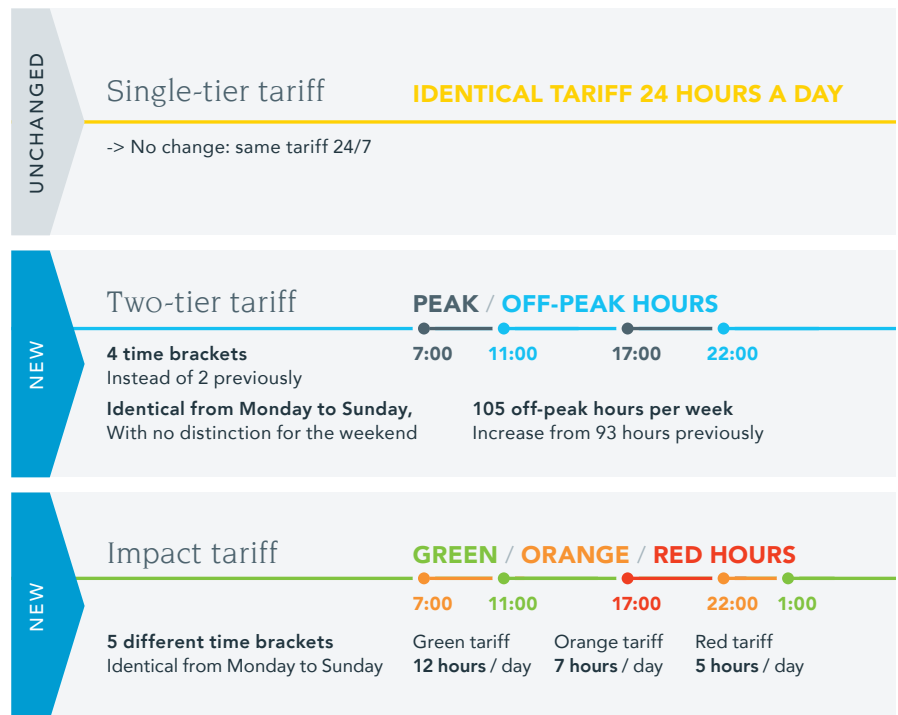 UNCHANGED
Single-tier tariff
IDENTICAL TARIFF 24 HOURS A DAY
-> No change: same tariff 24/7
NEW
Two-tier tariff
PEAK / OFF-PEAK HOURS
7:00 11:00 17:00 22:00
4 time brackets
Instead of 2 previously
Identical from Monday to Sunday,
With no distinction for the weekend
105 off-peak hours per week
Increase from 93 hours previously
NEW
Impact tariff
GREEN / ORANGE / RED HOURS
7:00 11:00 17:00 22:00 1:00
5 different time brackets
Identical from Monday to Sunday
Green tariff
12 hours / day
Orange tariff
7 hours / day
Red tariff
5 hours / day